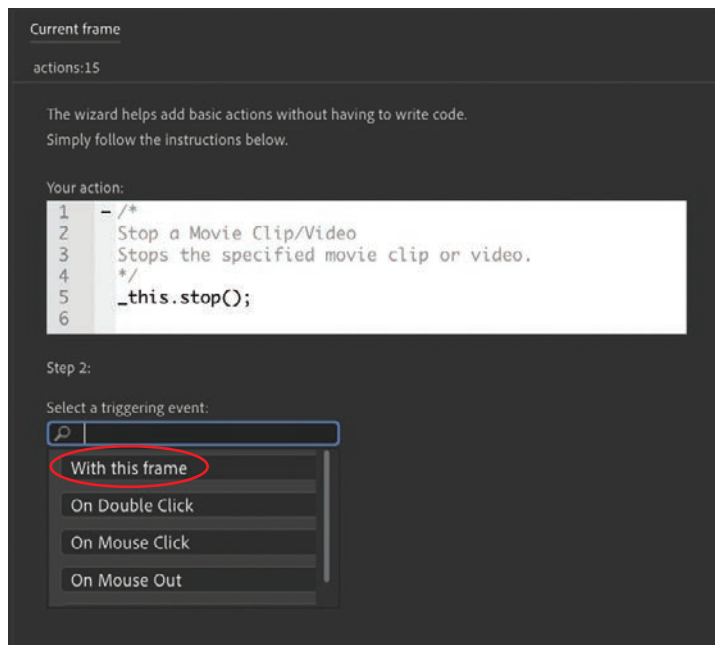 Current frame
actions:15
The wizard helps add basic actions without having to write code.
Simply follow the instructions below.
Your action:
1 – /*
2 Stop a Movie Clip/Video
3 Stops the specified movie clip or video.
4 */
5 _this.stop();
6
Step 2:
Select a triggering event:
With this frame
On Double Click
On Mouse Click
On Mouse Out